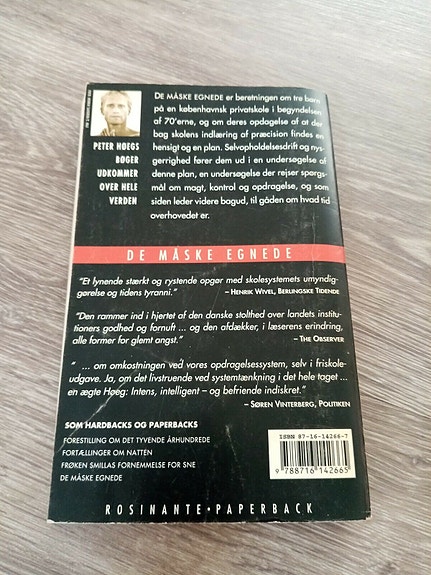 DE MÅSKE EGNEDE er beretningen om tre børn
på en københavnsk privatskole i begyndelsen
af 70'erne, og om deres opdagelse af at der
bag skolens indlæring af præcision findes en
hensigt og en plan. Selvopholdelsesdrift og nys-
gerrighed fører dem ud i en undersøgelse af
denne plan, en undersøgelse der rejser spørgs-
mål om magt, kontrol og opdragelse, og som
siden leder videre bagud, til gåden om hvad tid
overhovedet er.
PETER HØEGS
BØGER
UDKOMMER
OVER HELE
VERDEN
DE MÅSKE EGNEDE
"Et lynende stærkt og rystende opgør med skolesystemets umyndig-
gørelse og tidens tyranni."
– HENRIK WIVEL, BERLINGSKE TIDENDE
"Den rammer ind i hjertet af den danske stolthed over landets institu-
tioners godhed og fornuft ... og den afdækker, i læserens erindring,
alle former for glemt angst."
– THE OBSERVER
" ... om omkostningen ved vores opdragelsessystem, selv i friskole-
udgave. Ja, om det livstruende ved systemtænkning i det hele taget ...
en ægte Høeg: Intens, intelligent – og befriende indiskret."
– SØREN VINTERBERG, POLITIKEN
SOM HARDBACKS OG PAPERBACKS
FORESTILLING OM DET TYVENDE ÅRHUNDREDE
FORTÆLLINGER OM NATTEN
FRØKEN SMILLAS FORNEMMELSE FOR SNE
DE MÅSKE EGNEDE
ISBN 87-16-14266-7
9 788716 142665
ROSINANTE • PAPERBACK